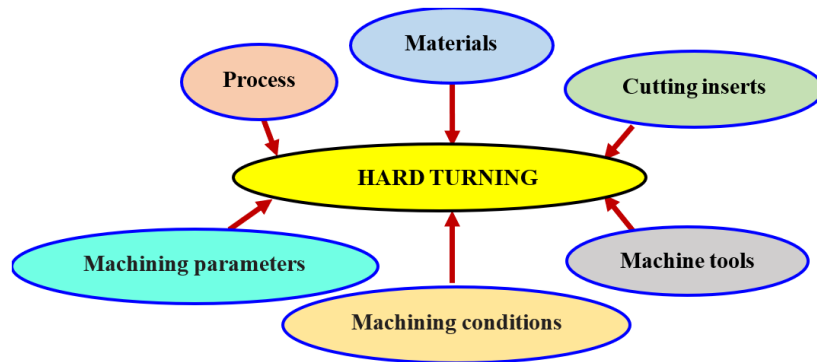 Materials
Process
Cutting inserts
HARD TURNING
Machining parameters
Machine tools
Machining conditions